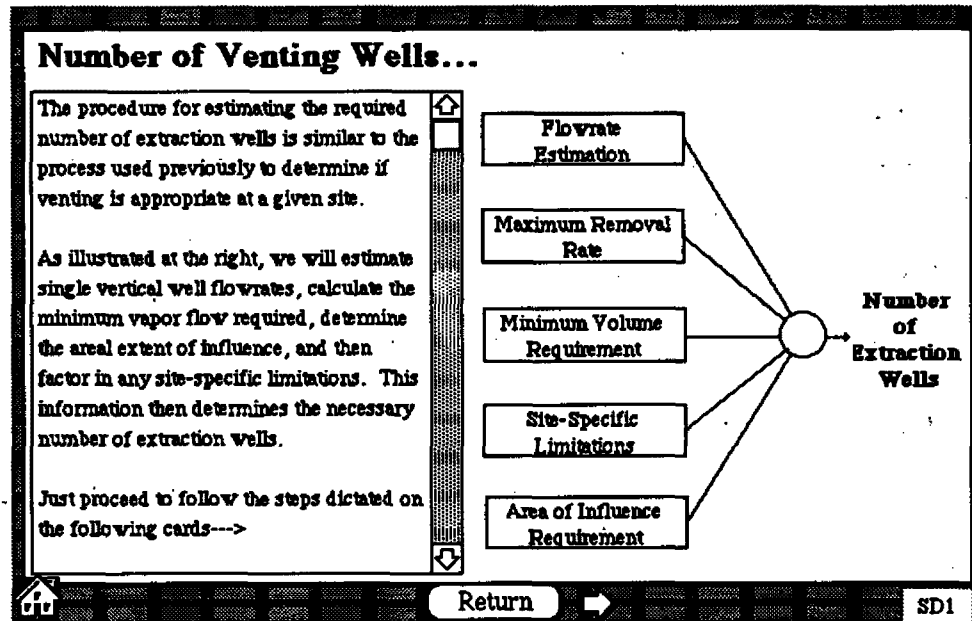 Number of Venting Wells...
The procedure for estimating the required
number of extraction wells is similar to the
process used previously to determine if
venting is appropriate at a given site.
As illustrated at the right, we will estimate
single vertical well flowrates, calculate the
minimum vapor flow required, determine
the areal extent of influence, and then
factor in any site-specific limitations. This
information then determines the necessary
number of extraction wells.
Just proceed to follow the steps dictated on
the following cards--->
Flowrate
Estimation
Maximum Removal
Rate
Minimum Volume
Requirement
Site-Specific
Limitations
Area of Influence
Requirement
Number
of
Extraction
Wells
Return
SD1